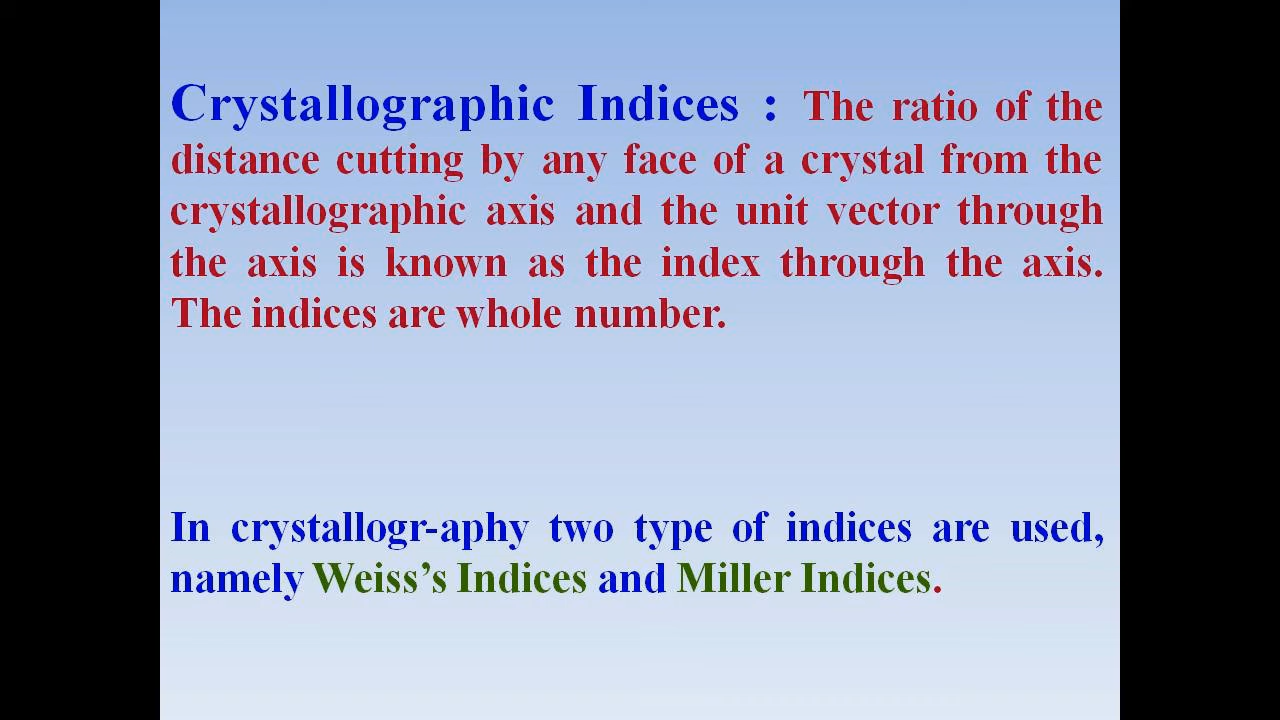 Crystallographic Indices : The ratio of the
distance cutting by any face of a crystal from the
crystallographic axis and the unit vector through
the axis is known as the index through the axis.
The indices are whole number.
In crystallogr-aphy two type of indices are used,
namely Weiss’s Indices and Miller Indices.